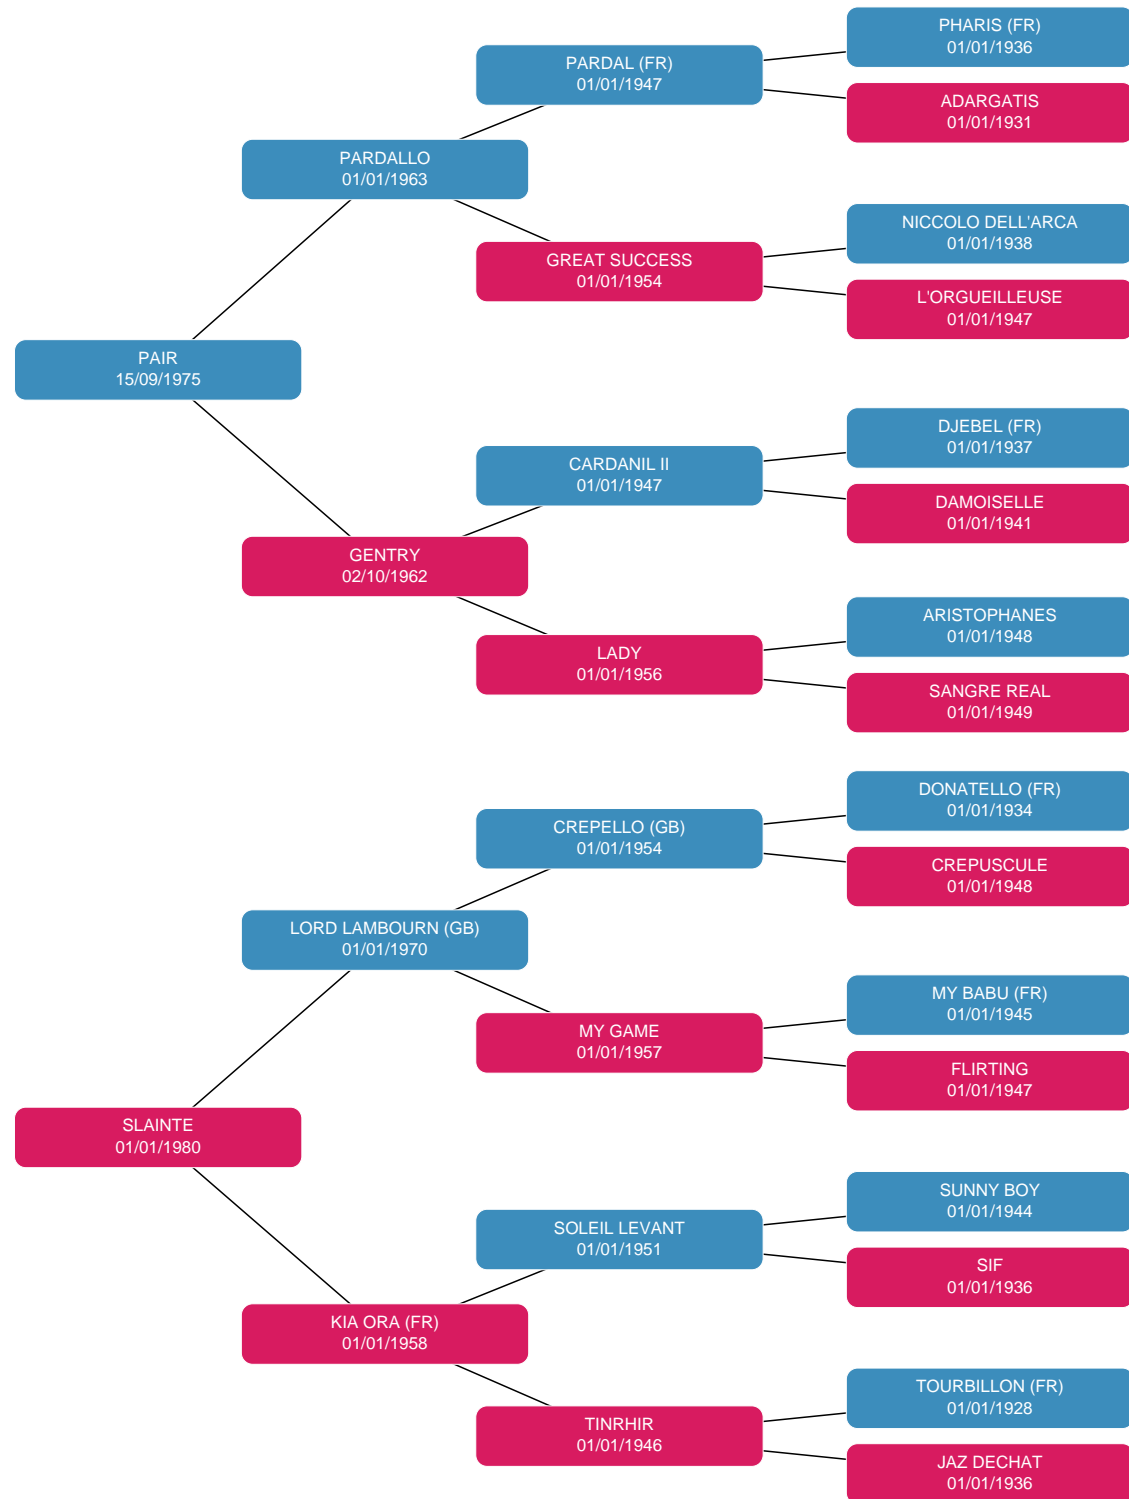 PHARIS (FR)
01/01/1936
PARDAL (FR)
01/01/1947
ADARGATIS
01/01/1931
PARDALLO
01/01/1963
NICCOLO DELL'ARCA
01/01/1938
GREAT SUCCESS
01/01/1954
L'ORGUEILLEUSE
01/01/1947
PAIR
15/09/1975
DJEBEL (FR)
01/01/1937
CARDANIL II
01/01/1947
DAMOISELLE
01/01/1941
GENTRY
02/10/1962
ARISTOPHANES
01/01/1948
LADY
01/01/1956
SANGRE REAL
01/01/1949
DONATELLO (FR)
01/01/1934
CREPELLO (GB)
01/01/1954
CREPUSCULE
01/01/1948
LORD LAMBOURN (GB)
01/01/1970
MY BABU (FR)
01/01/1945
MY GAME
01/01/1957
FLIRTING
01/01/1947
SLAINTE
01/01/1980
SUNNY BOY
01/01/1944
SOLEIL LEVANT
01/01/1951
SIF
01/01/1936
KIA ORA (FR)
01/01/1958
TOURBILLON (FR)
01/01/1928
TINRHIR
01/01/1946
JAZ DECHAT
01/01/1936